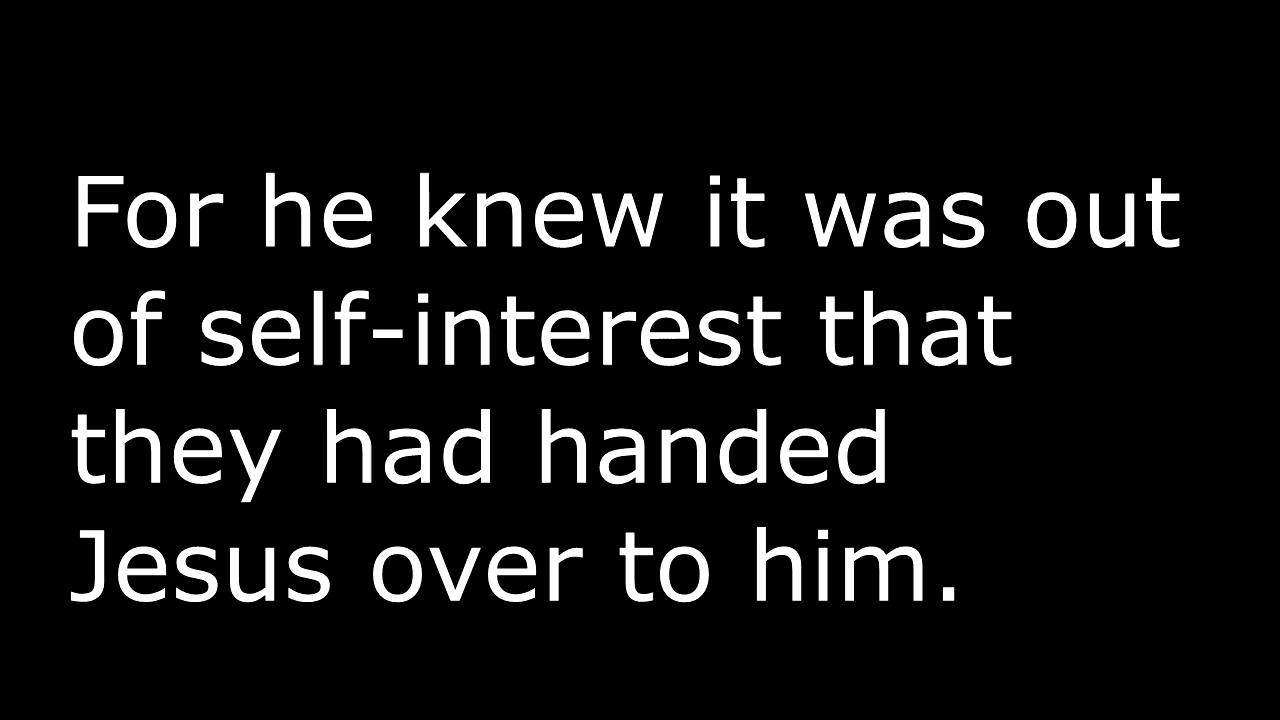 For he knew it was out
of self-interest that
they had handed
Jesus over to him.